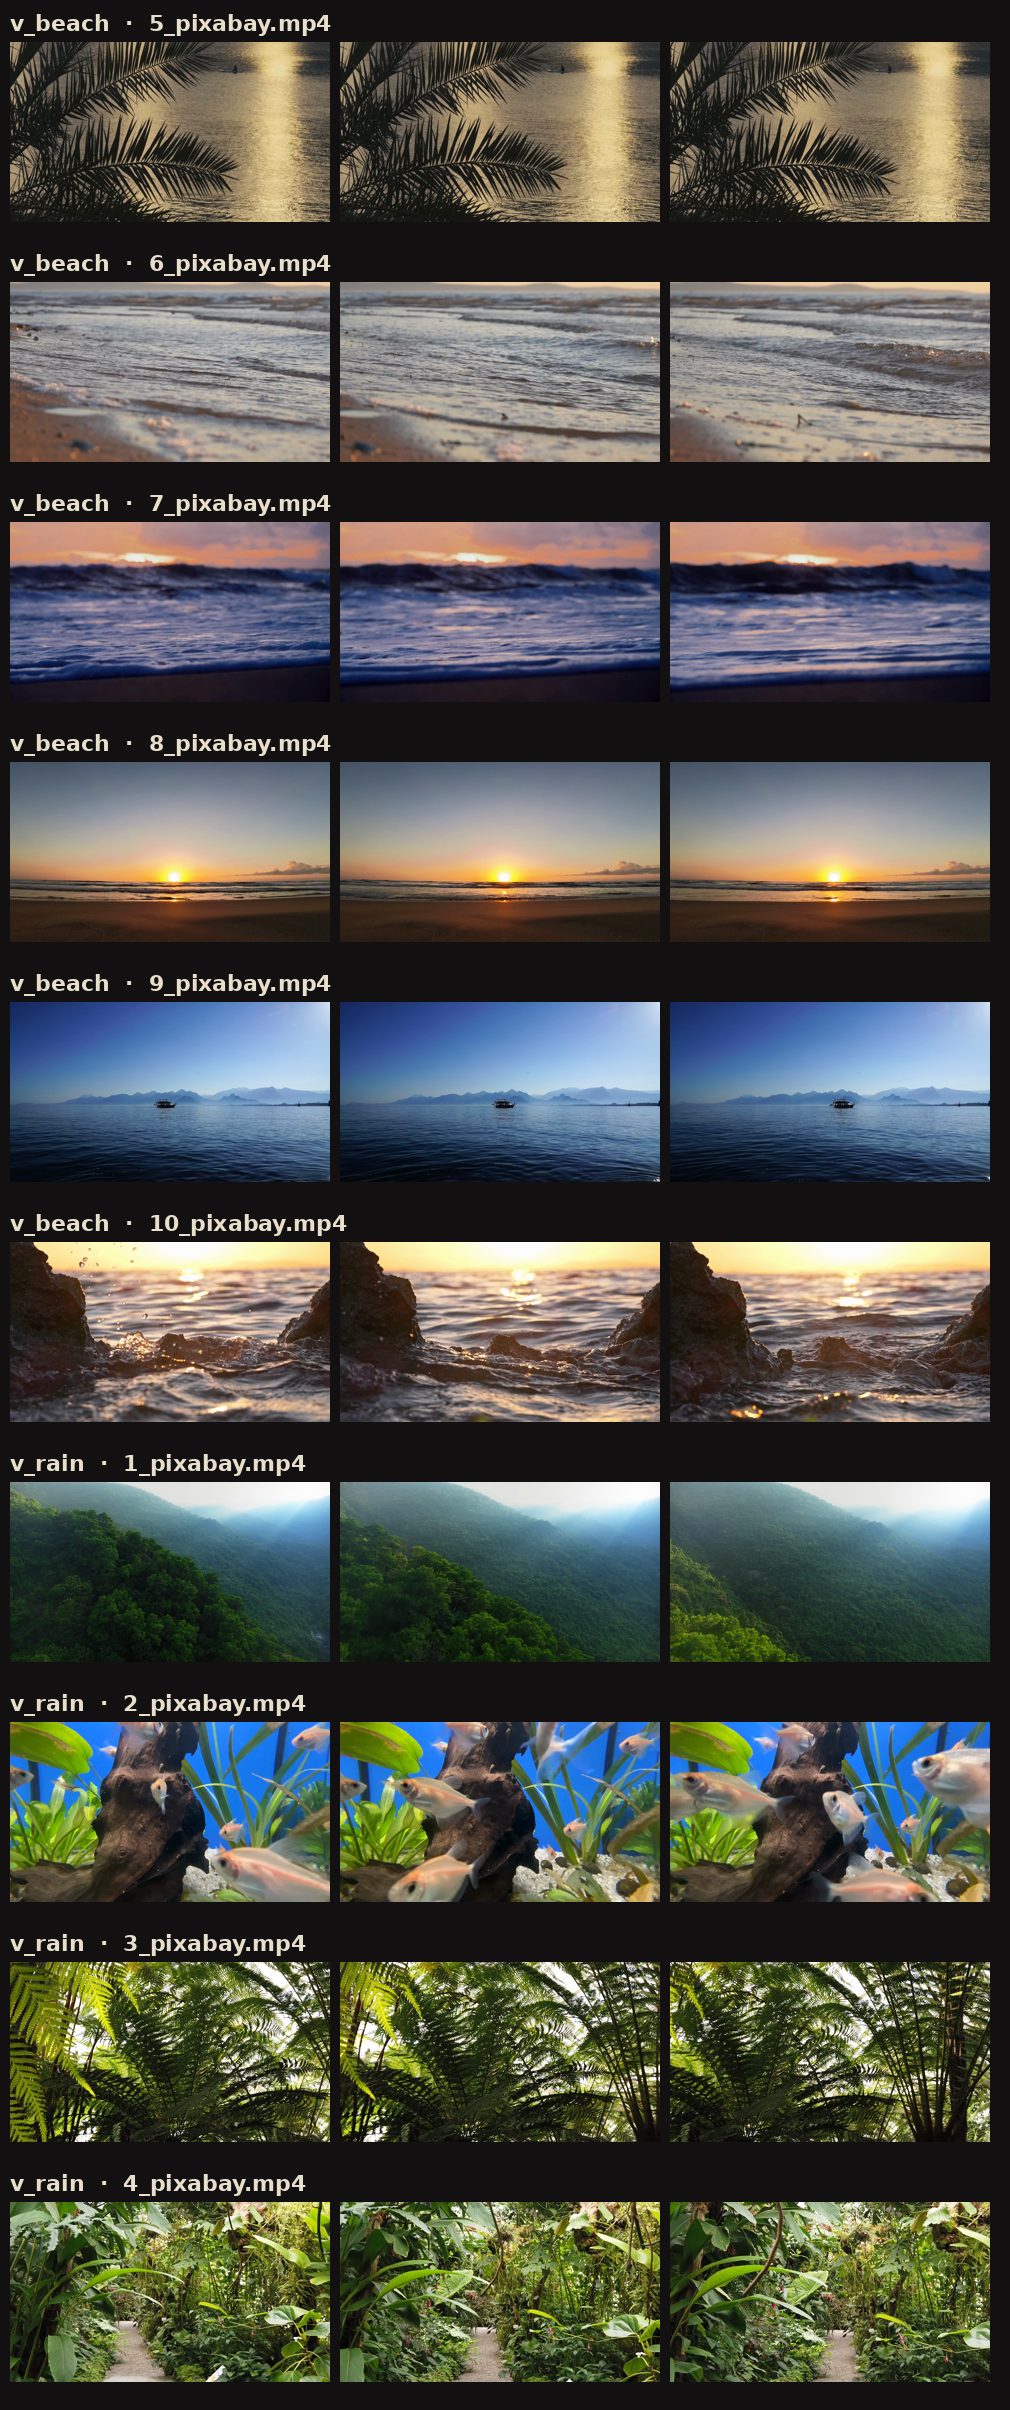 v_beach · 5_pixabay.mp4
v_beach · 6_pixabay.mp4
v_beach · 7_pixabay.mp4
v_beach · 8_pixabay.mp4
v_beach · 9_pixabay.mp4
v_beach · 10_pixabay.mp4
v_rain · 1_pixabay.mp4
v_rain · 2_pixabay.mp4
v_rain · 3_pixabay.mp4
v_rain · 4_pixabay.mp4